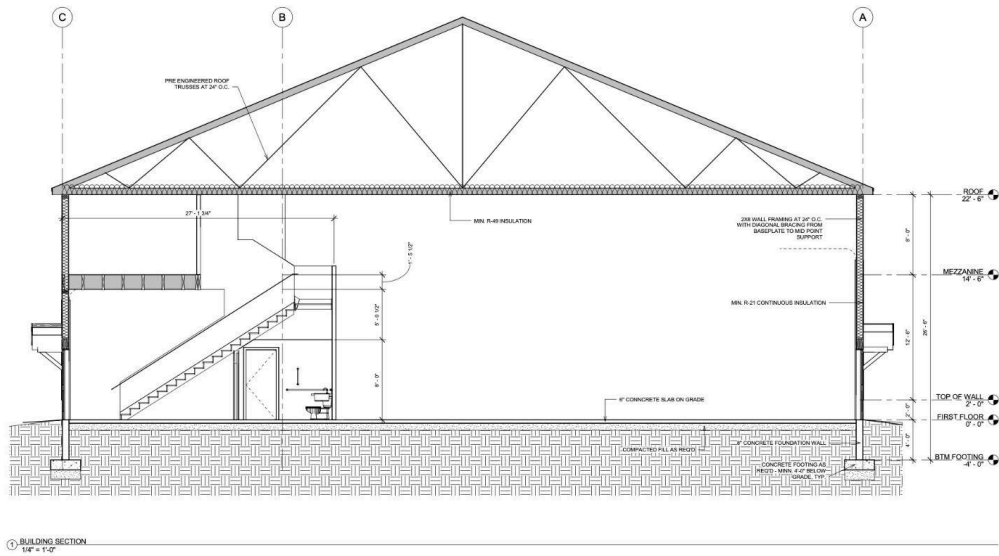 C
B
A
PRE ENGINEERED ROOF
TRUSSES AT 24" O.C.
ROOF
22' - 6"
27' - 1 3/4"
MIN. R-49 INSULATION
2X6 WALL FRAMING AT 24" O.C.
WITH DIAGONAL BRACING FROM
BASEPLATE TO MID POINT
SUPPORT
8' - 0"
1' - 5 1/2"
MEZZANINE
14' - 6"
MIN. R-21 CONTINUOUS INSULATION
5' - 0 1/2"
12' - 6"
26' - 6"
8' - 0"
6" CONNCRETE SLAB ON GRADE
TOP OF WALL
2' - 0"
2' - 0"
FIRST FLOOR
0' - 0"
COMPACTED FILL AS REQ'D
8" CONCRETE FOUNDATION WALL
4' - 0"
BTM FOOTING
-4' - 0"
CONCRETE FOOTING AS
REQ'D - MINN. 4'-0" BELOW
GRADE, TYP.
1 BUILDING SECTION
1/4" = 1'-0"